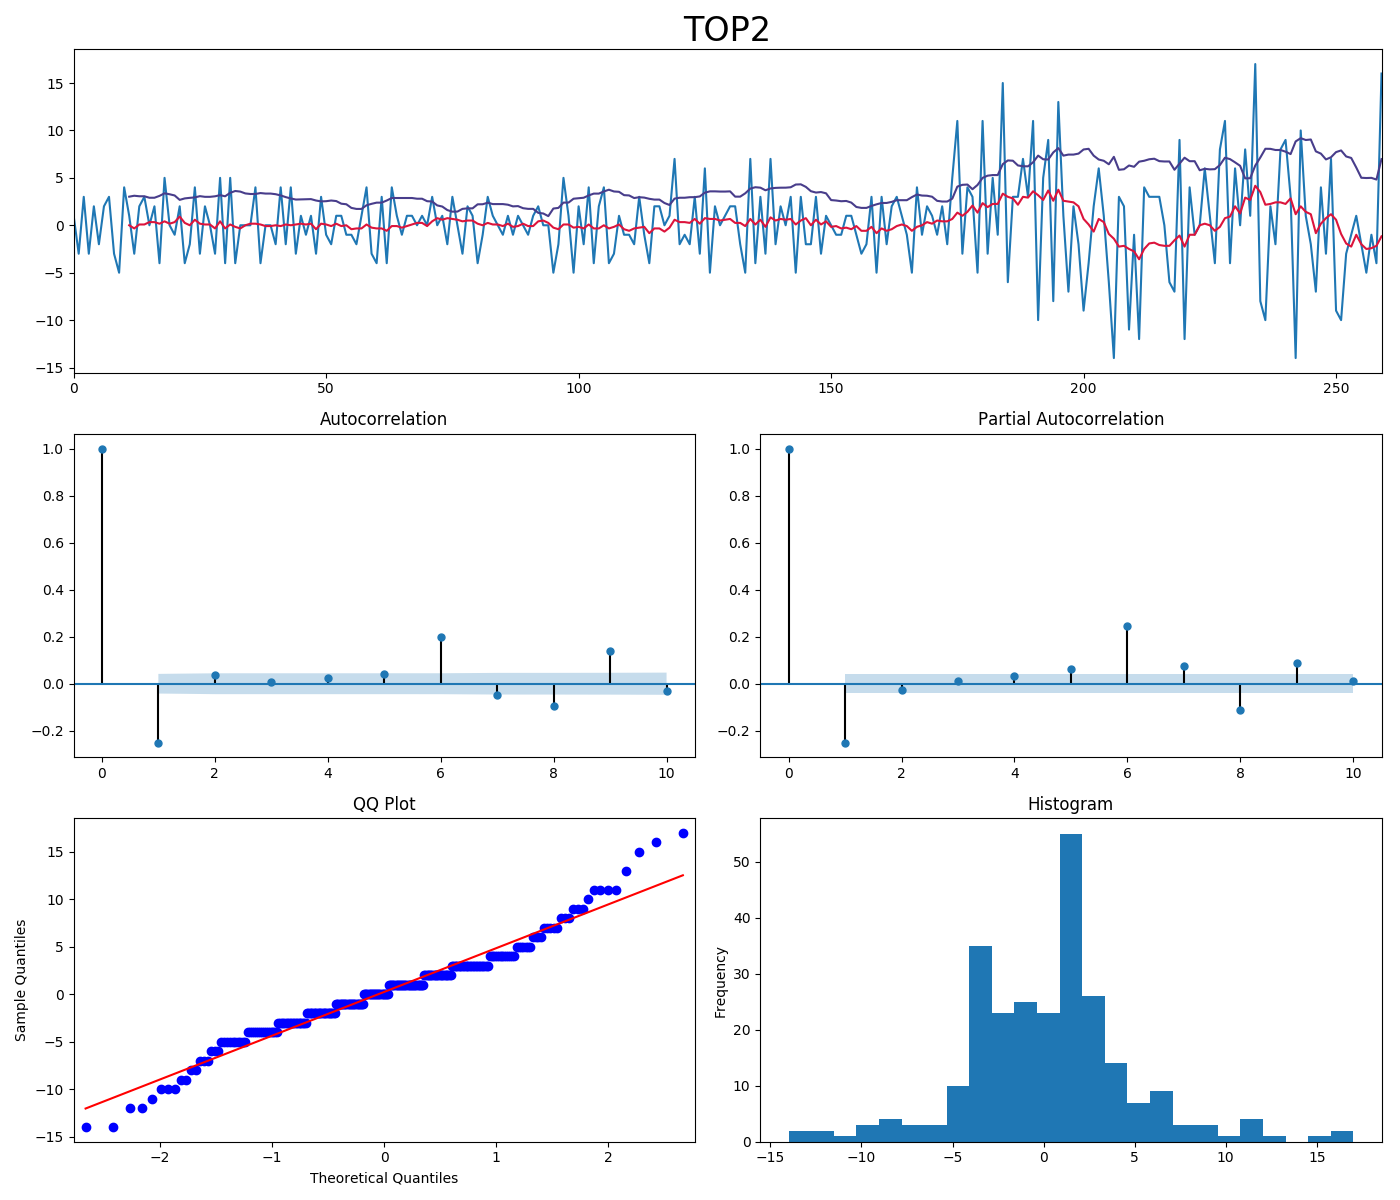 TOP2
15
10
5
0
−5
−10
−15
0 50 100 150 200 250
Autocorrelation
1.0
0.8
0.6
0.4
0.2
0.0
−0.2
0 2 4 6 8 10
Partial Autocorrelation
1.0
0.8
0.6
0.4
0.2
0.0
−0.2
0 2 4 6 8 10
QQ Plot
Sample Quantiles
15
10
5
0
−5
−10
−15
−2 −1 0 1 2
Theoretical Quantiles
Histogram
Frequency
50
40
30
20
10
0
−15 −10 −5 0 5 10 15